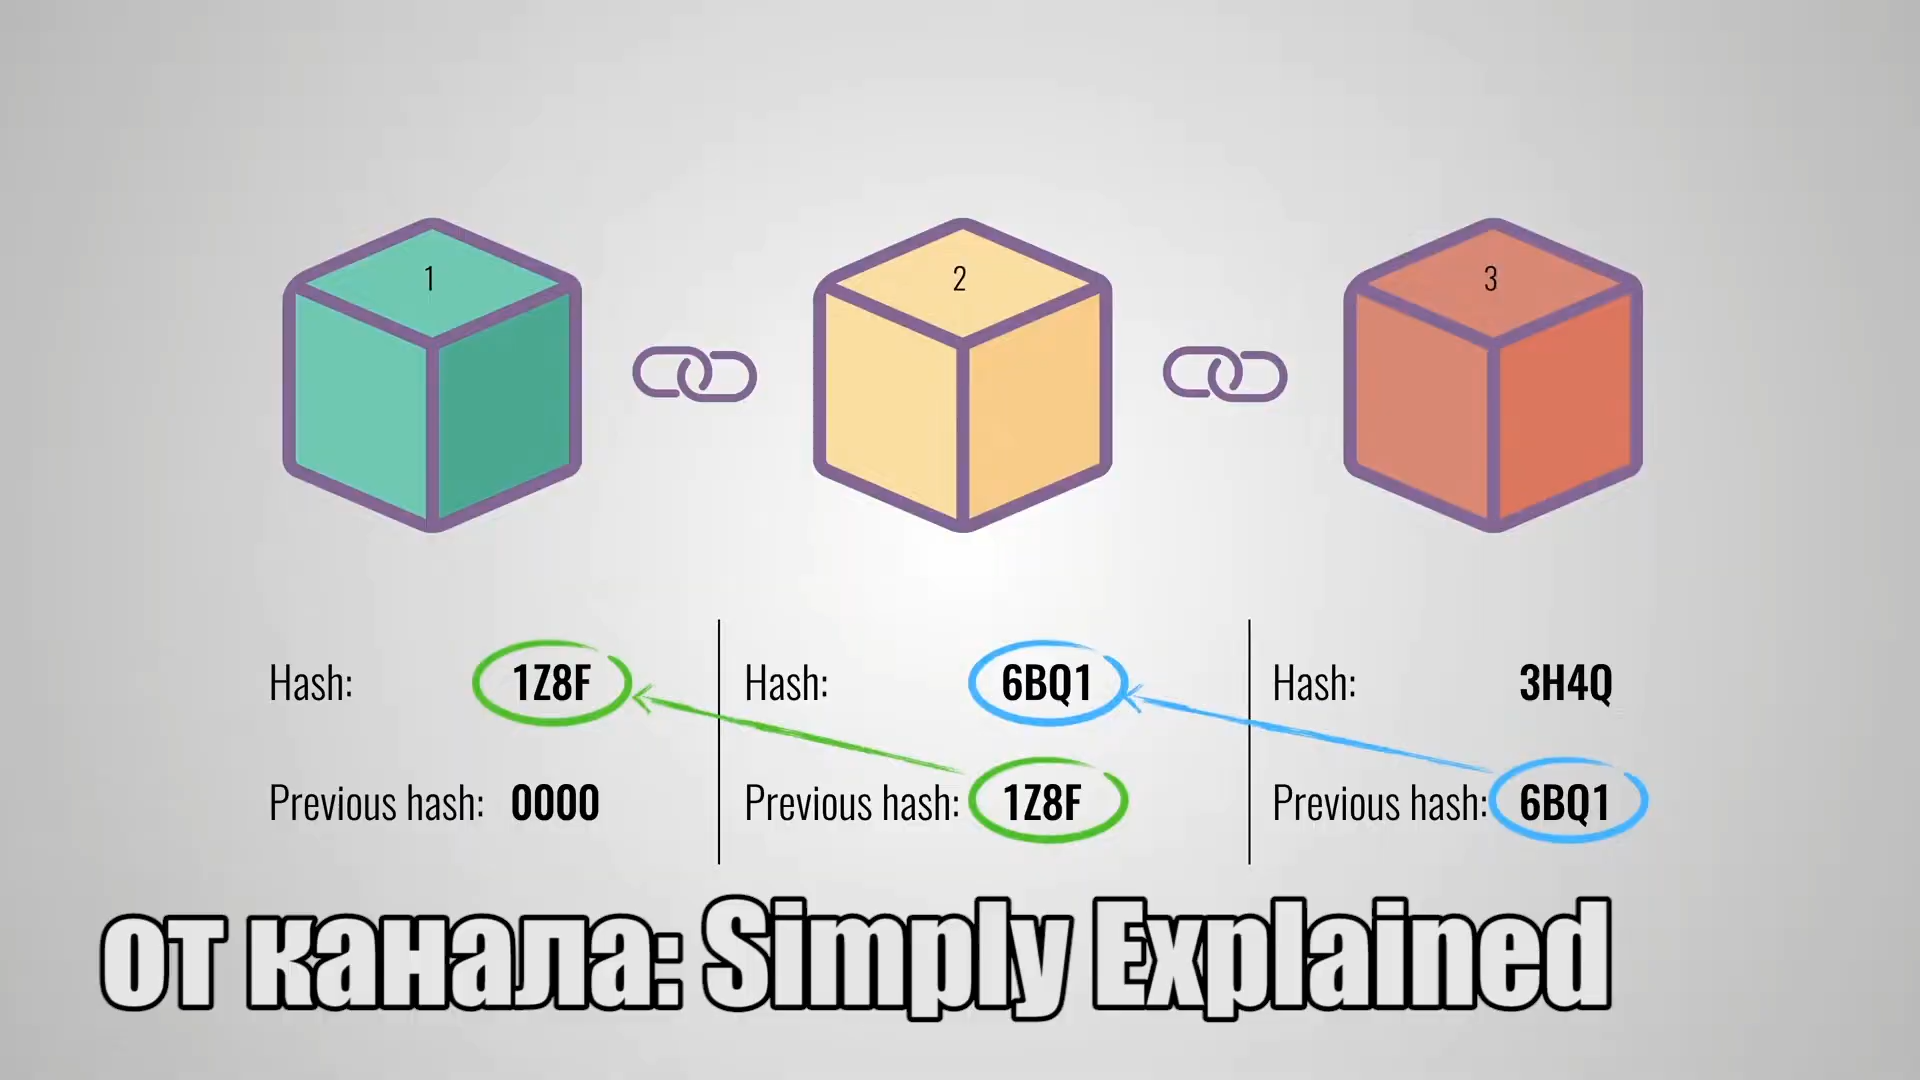 1
2
3
Hash: 1Z8F
Hash: 6BQ1
Hash: 3H4Q
Previous hash: 0000
Previous hash: 1Z8F
Previous hash: 6BQ1
от канала: Simply Explained